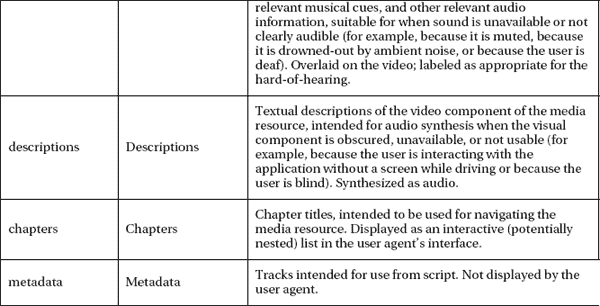 relevant musical cues, and other relevant audio
information, suitable for when sound is unavailable or not
clearly audible (for example, because it is muted, because
it is drowned-out by ambient noise, or because the user is
deaf). Overlaid on the video; labeled as appropriate for the
hard-of-hearing.
descriptions
Descriptions
Textual descriptions of the video component of the media
resource, intended for audio synthesis when the visual
component is obscured, unavailable, or not usable (for
example, because the user is interacting with the
application without a screen while driving or because the
user is blind). Synthesized as audio.
chapters
Chapters
Chapter titles, intended to be used for navigating the
media resource. Displayed as an interactive (potentially
nested) list in the user agent's interface.
metadata
Metadata
Tracks intended for use from script. Not displayed by the
user agent.